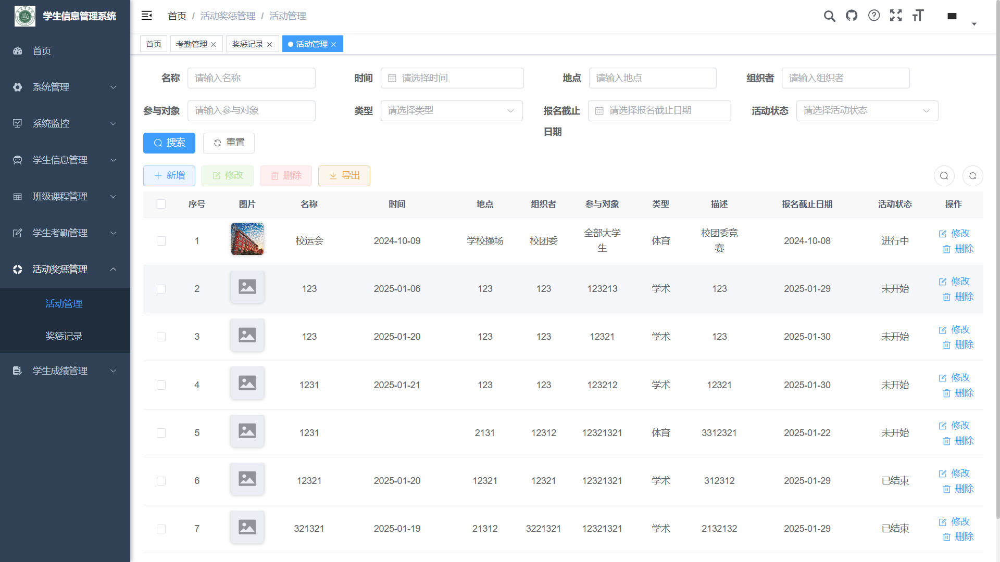 学生信息管理系统
首页
系统管理
系统监控
学生信息管理
班级课程管理
学生考勤管理
活动奖惩管理
活动管理
奖惩记录
学生成绩管理
首页 / 活动奖惩管理 / 活动管理
首页 考勤管理 奖惩记录 活动管理
名称 请输入名称 时间 请选择时间 地点 请输入地点 组织者 请输入组织者
参与对象 请输入参与对象 类型 请选择类型 报名截止日期 请选择报名截止日期 活动状态 请选择活动状态
搜索 重置
新增 修改 删除 导出
序号 图片 名称 时间 地点 组织者 参与对象 类型 描述 报名截止日期 活动状态 操作
1 校运会 2024-10-09 学校操场 校团委 全部大学生 体育 校团委竞赛 2024-10-08 进行中 修改 删除
2 123 2025-01-06 123 123 123213 学术 123 2025-01-29 未开始 修改 删除
3 123 2025-01-20 123 123 12321 学术 123 2025-01-30 未开始 修改 删除
4 1231 2025-01-21 123 123 123212 学术 12321 2025-01-30 未开始 修改 删除
5 1231 2131 12312 12321321 体育 3312321 2025-01-22 未开始 修改 删除
6 12321 2025-01-20 12321 12321 12321321 学术 312312 2025-01-29 已结束 修改 删除
7 321321 2025-01-19 21312 3221321 12321321 学术 2132132 2025-01-29 已结束 修改 删除